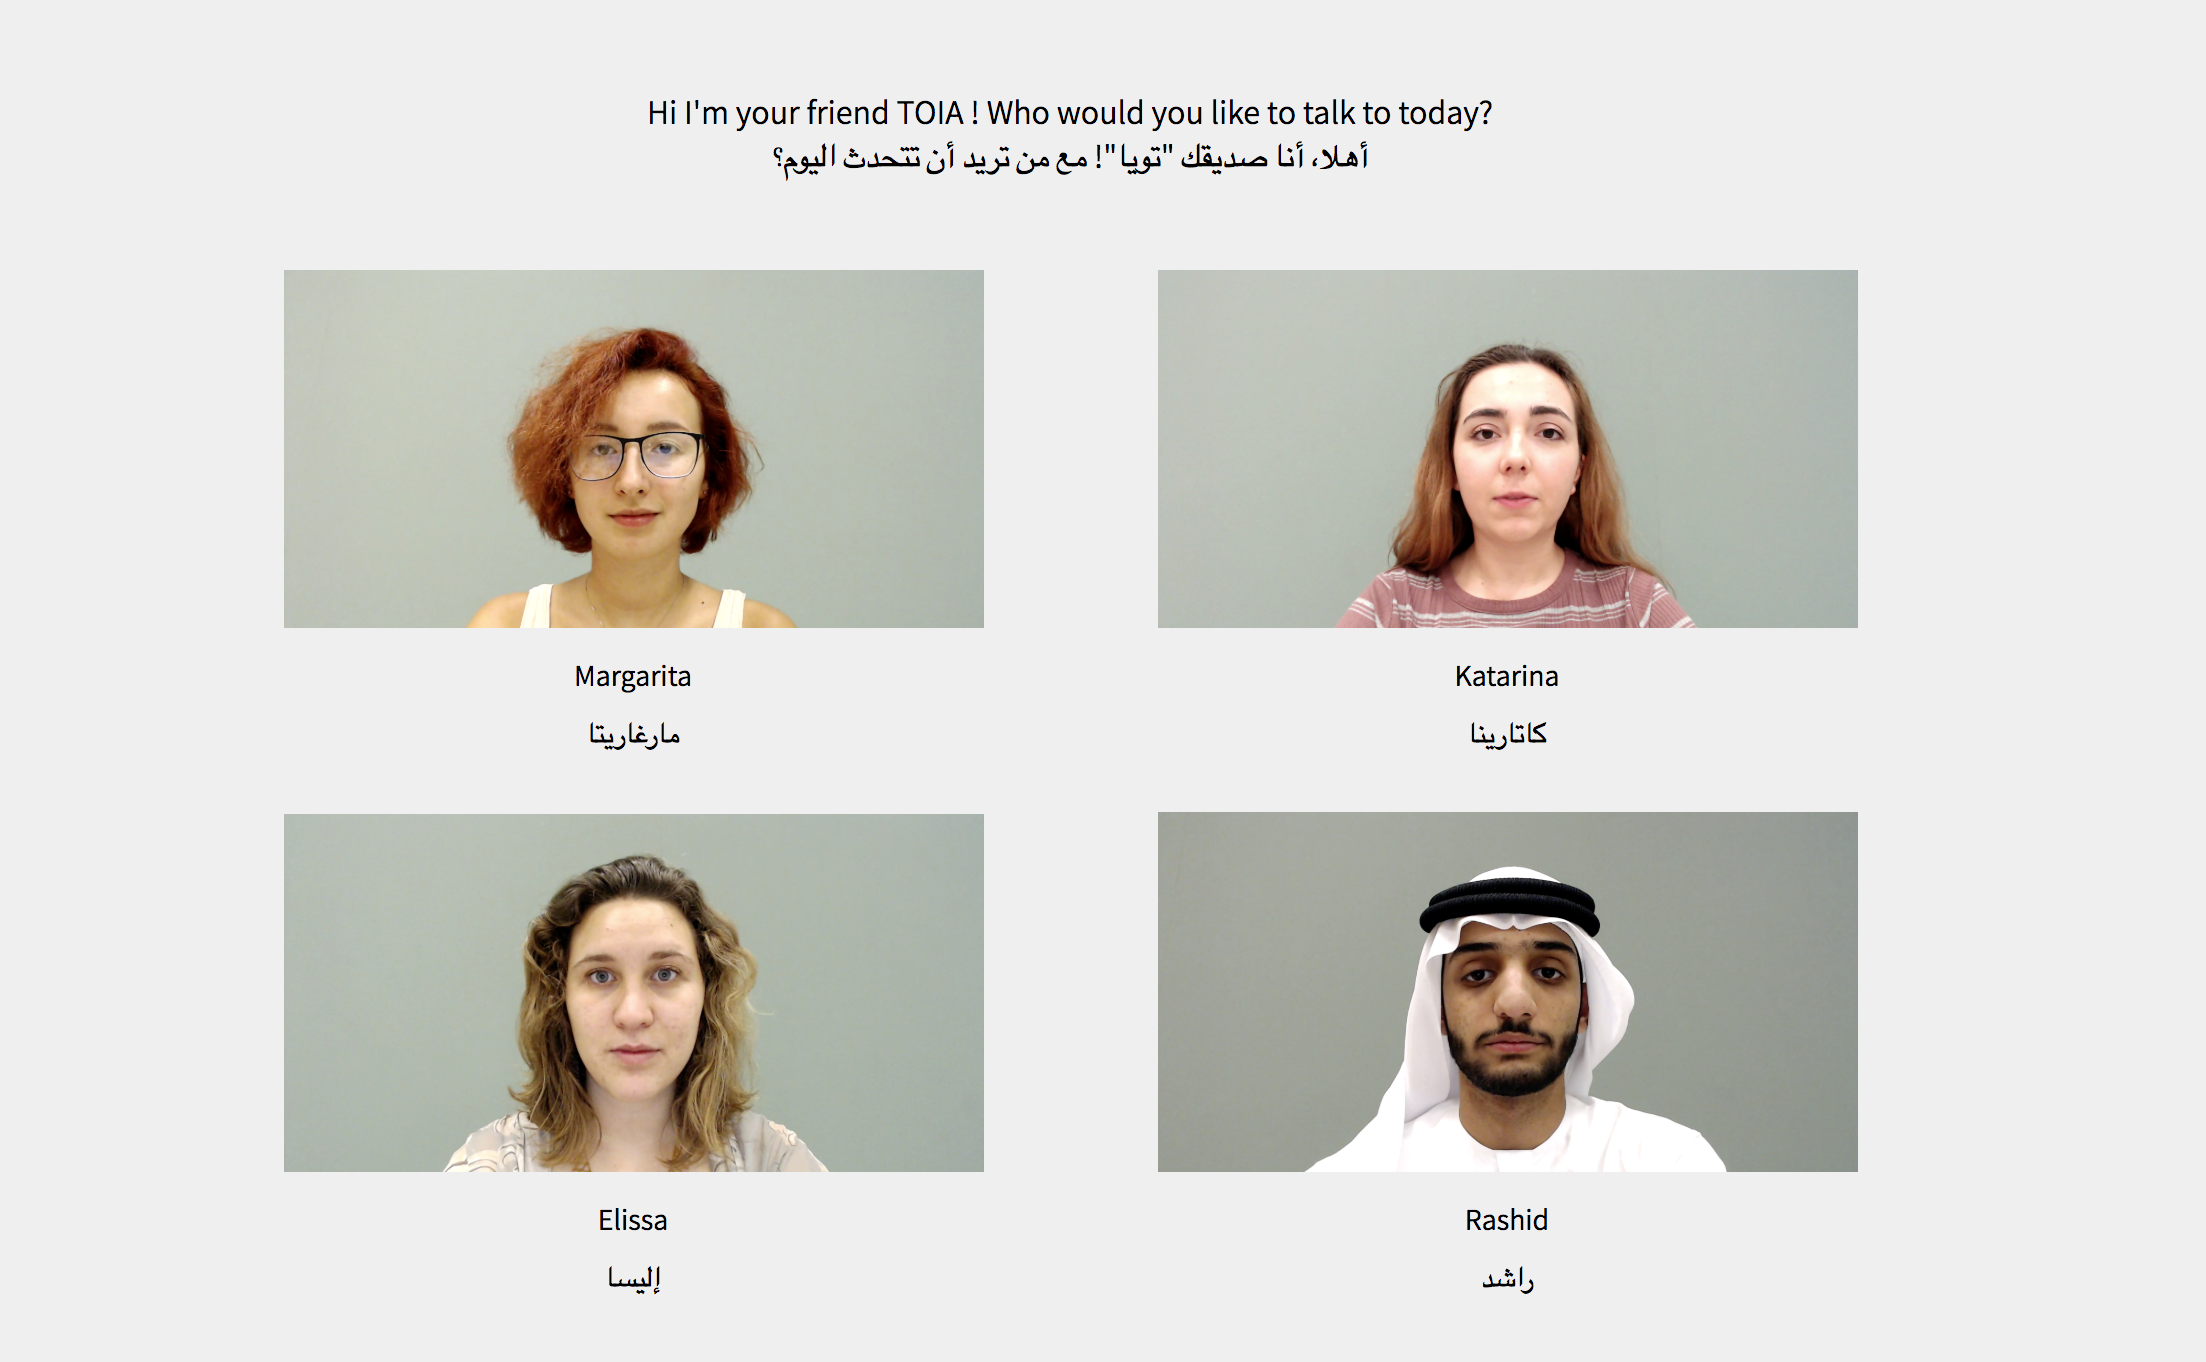 Hi I'm your friend TOIA ! Who would you like to talk to today?
أهلا، أنا صديقك "تويا"! مع من تريد أن تتحدث اليوم؟
Margarita
مارغاريتا
Katarina
كاتارينا
Elissa
إليسا
Rashid
راشد